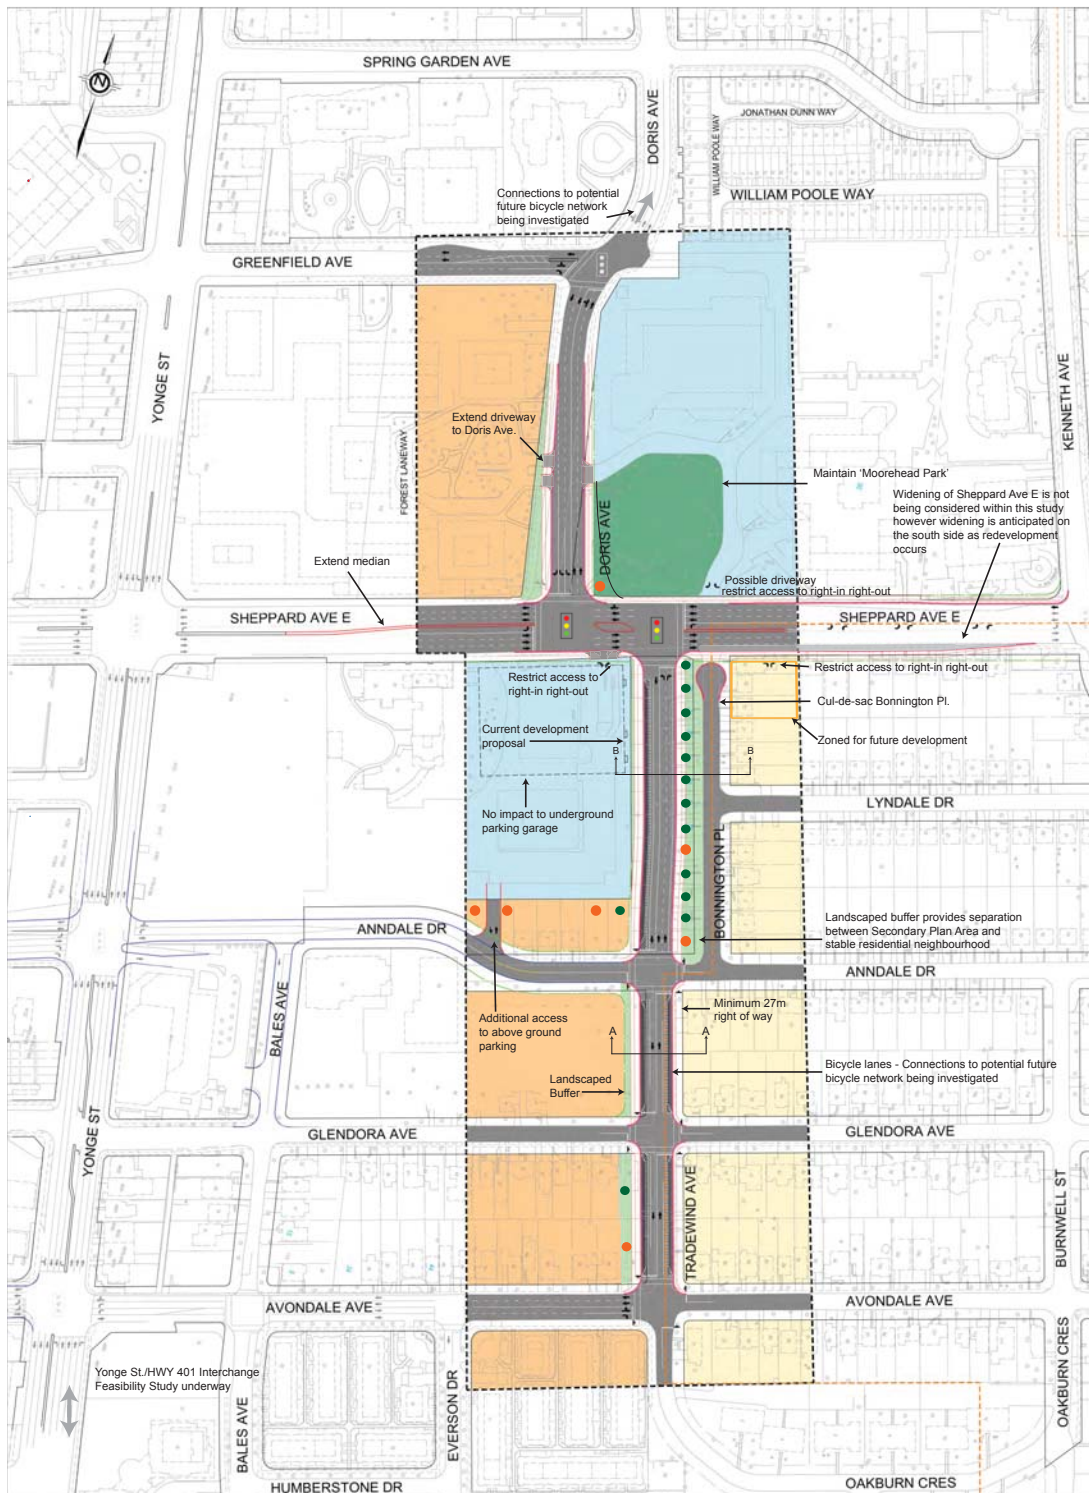 SPRING GARDEN AVE
DORIS AVE
JONATHAN DUNN WAY
WILLIAM POOLE WAY
WILLIAM POOLE WAY
N
Connections to potential
future bicycle network
being investigated
GREENFIELD AVE
YONGE ST
KENNETH AVE
FOREST LANEWAY
Extend driveway
to Doris Ave.
Maintain 'Moorehead Park'
Widening of Sheppard Ave E is not
being considered within this study
however widening is anticipated on
the south side as redevelopment
occurs
DORIS AVE
Extend median
Possible driveway
restrict access to right-in right-out
SHEPPARD AVE E
SHEPPARD AVE E
Restrict access to
right-in right-out
Restrict access to right-in right-out
Cul-de-sac Bonnington Pl.
Current development
proposal
Zoned for future development
B
B
No impact to underground
parking garage
LYNDALE DR
BONNINGTON PL
Landscaped buffer provides separation
between Secondary Plan Area and
stable residential neighbourhood
ANNDALE DR
ANNDALE DR
BALES AVE
Additional access
to above ground
parking
Minimum 27m
right of way
A
A
Bicycle lanes - Connections to potential future
bicycle network being investigated
Landscaped
Buffer
YONGE ST
GLENDORA AVE
GLENDORA AVE
TRADEWIND AVE
BURNWELL ST
AVONDALE AVE
AVONDALE AVE
Yonge St./HWY 401 Interchange
Feasibility Study underway
BALES AVE
EVERSON DR
OAKBURN CRES
HUMBERSTONE DR
OAKBURN CRES